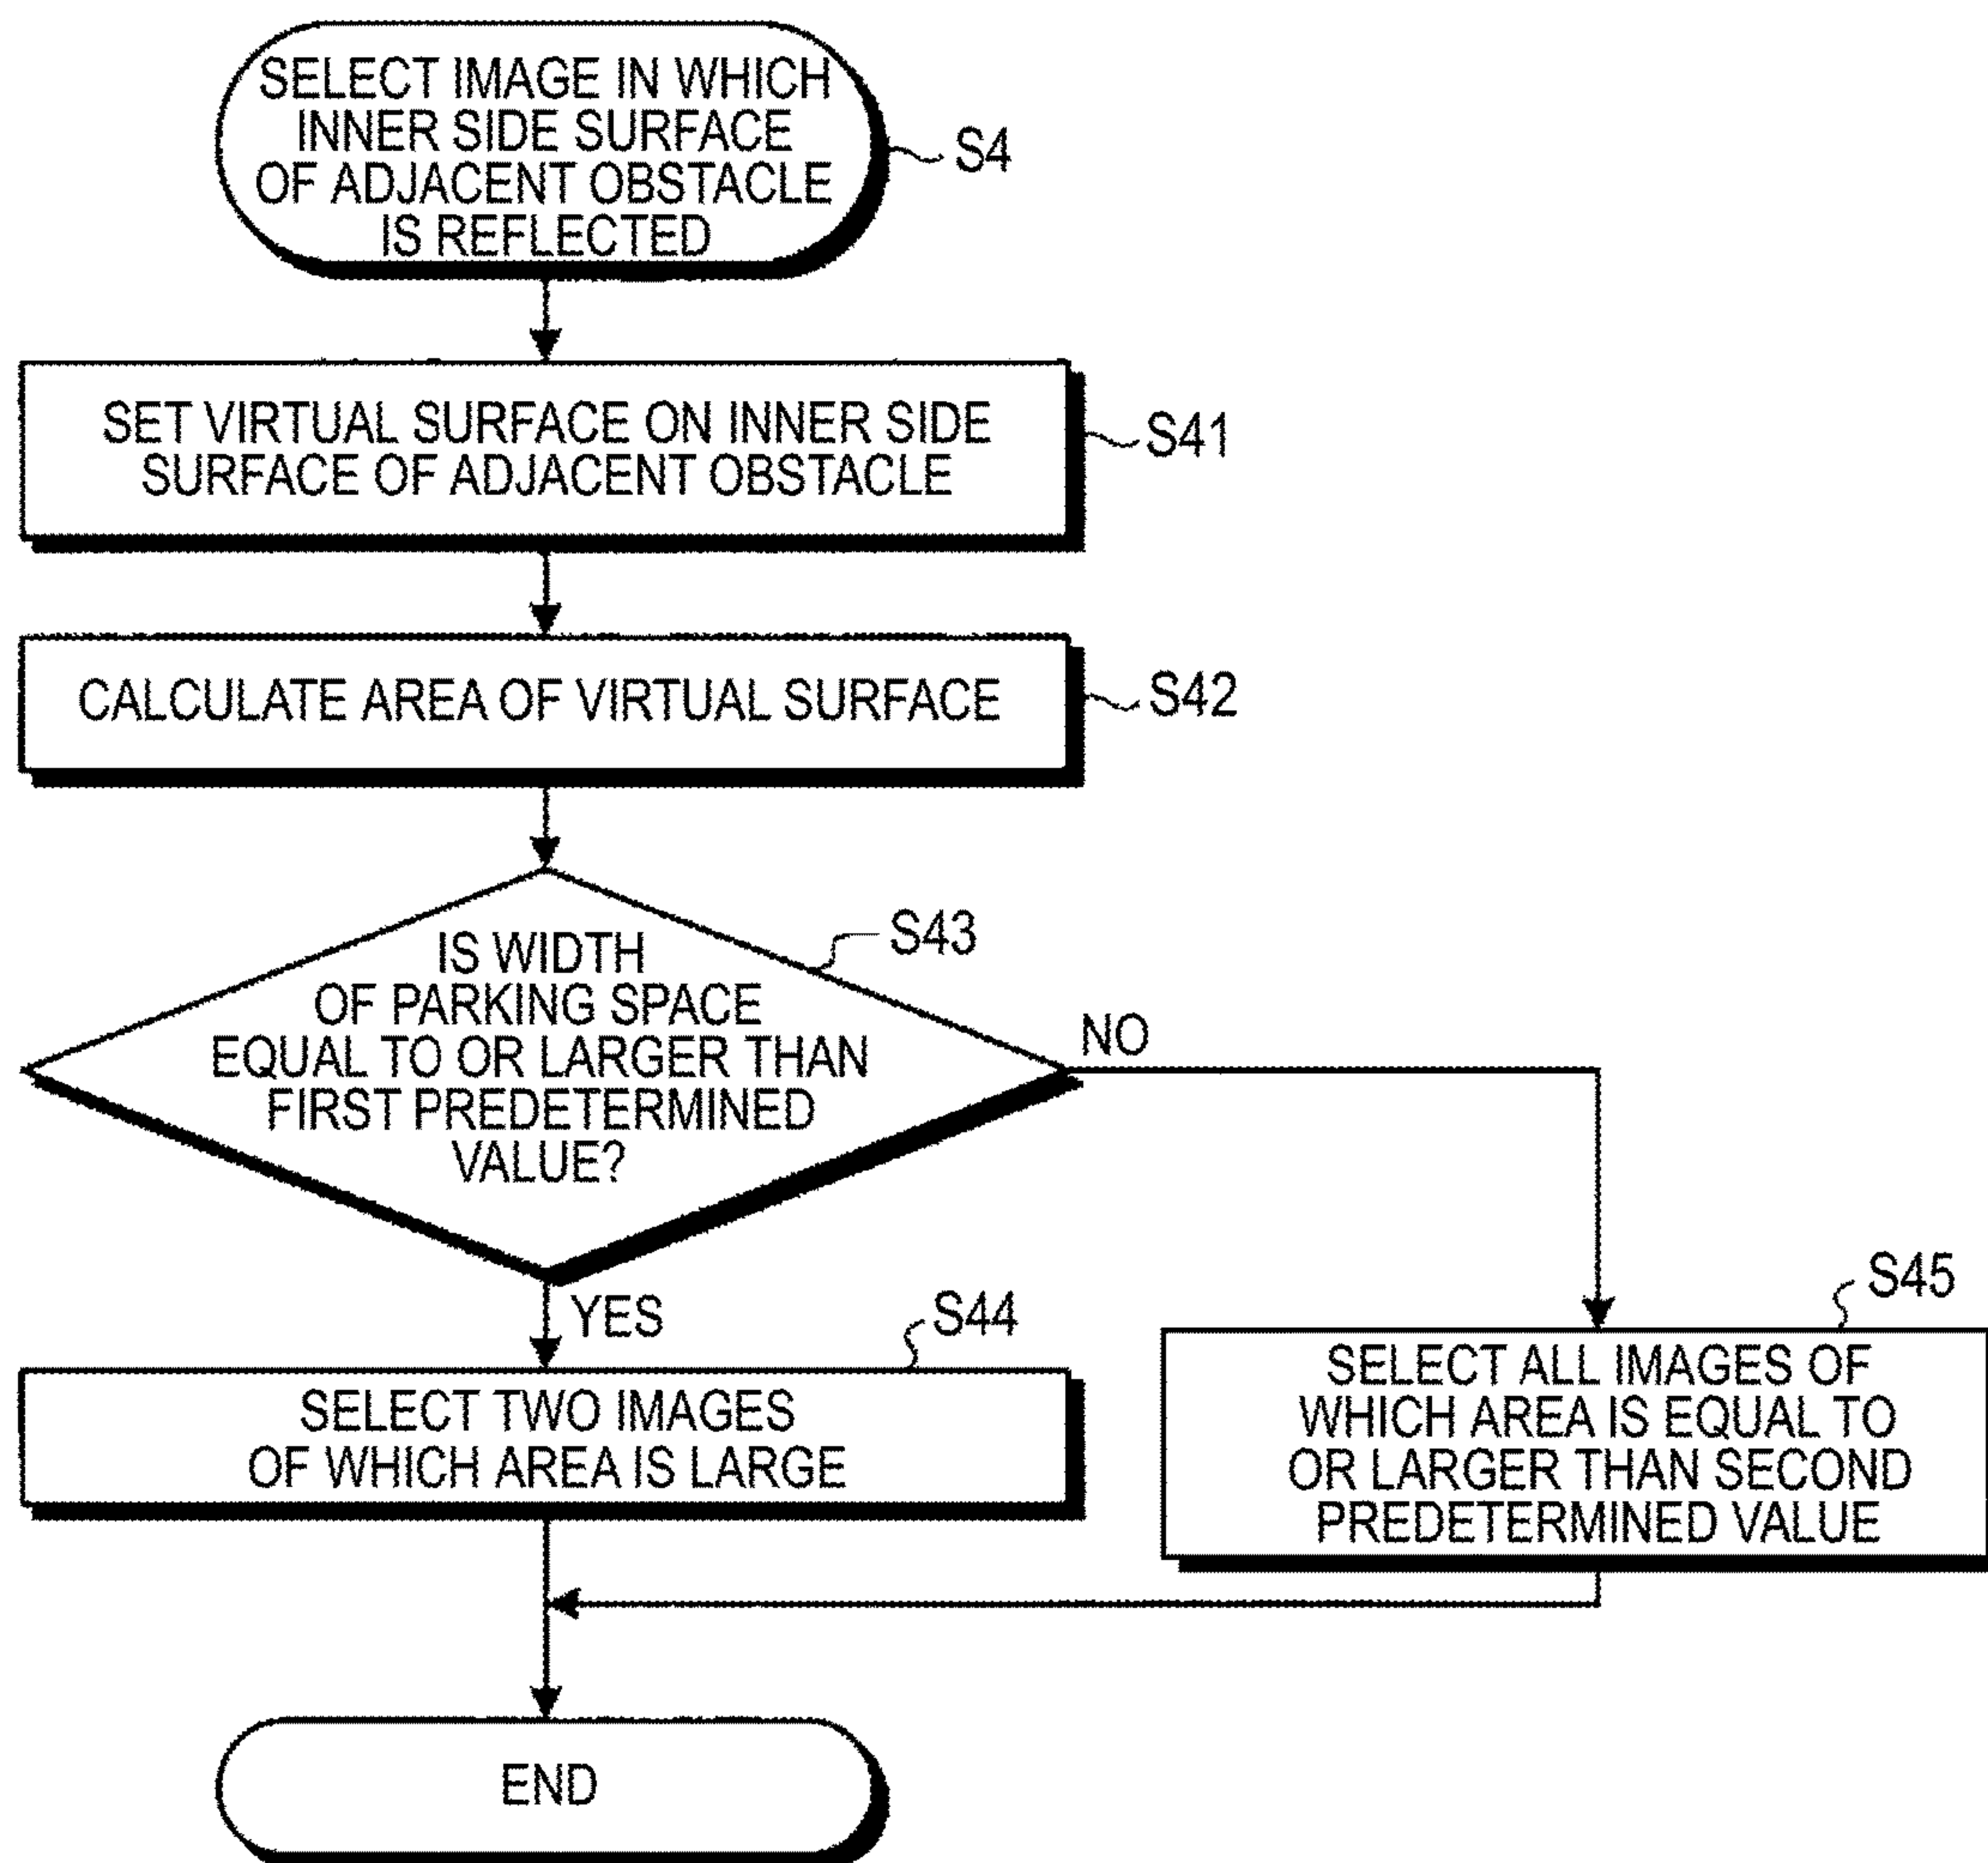 SELECT IMAGE IN WHICH
INNER SIDE SURFACE
OF ADJACENT OBSTACLE
IS REFLECTED
S4
SET VIRTUAL SURFACE ON INNER SIDE
SURFACE OF ADJACENT OBSTACLE
S41
CALCULATE AREA OF VIRTUAL SURFACE
S42
IS WIDTH
OF PARKING SPACE
EQUAL TO OR LARGER THAN
FIRST PREDETERMINED
VALUE?
S43
NO
YES
SELECT TWO IMAGES
OF WHICH AREA IS LARGE
S44
SELECT ALL IMAGES OF
WHICH AREA IS EQUAL TO
OR LARGER THAN SECOND
PREDETERMINED VALUE
S45
END